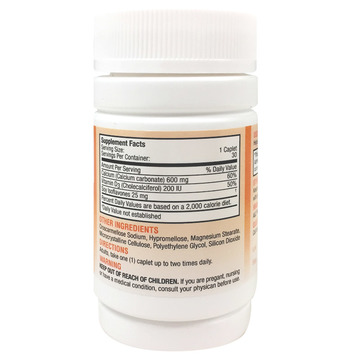 Supplement Facts
Serving Size: 1 Caplet
Servings Per Container: 30
Amount Per Serving % Daily Value
Calcium (Calcium carbonate) 600 mg 60%
Vitamin D3 (Cholecalciferol) 200 IU 50%
Soy Isoflavones 25 mg
Percent Daily Values are based on a 2,000 calorie diet.
Daily Value not established
OTHER INGREDIENTS
Croscarmellose Sodium, Hypromellose, Magnesium Stearate,
Microcrystalline Cellulose, Polyethylene Glycol, Silicon Dioxide
DIRECTIONS
Adults, take one (1) caplet up to two times daily.
WARNING
KEEP OUT OF REACH OF CHILDREN. If you are pregnant, nursing
or have a medical condition, consult your physician before use.